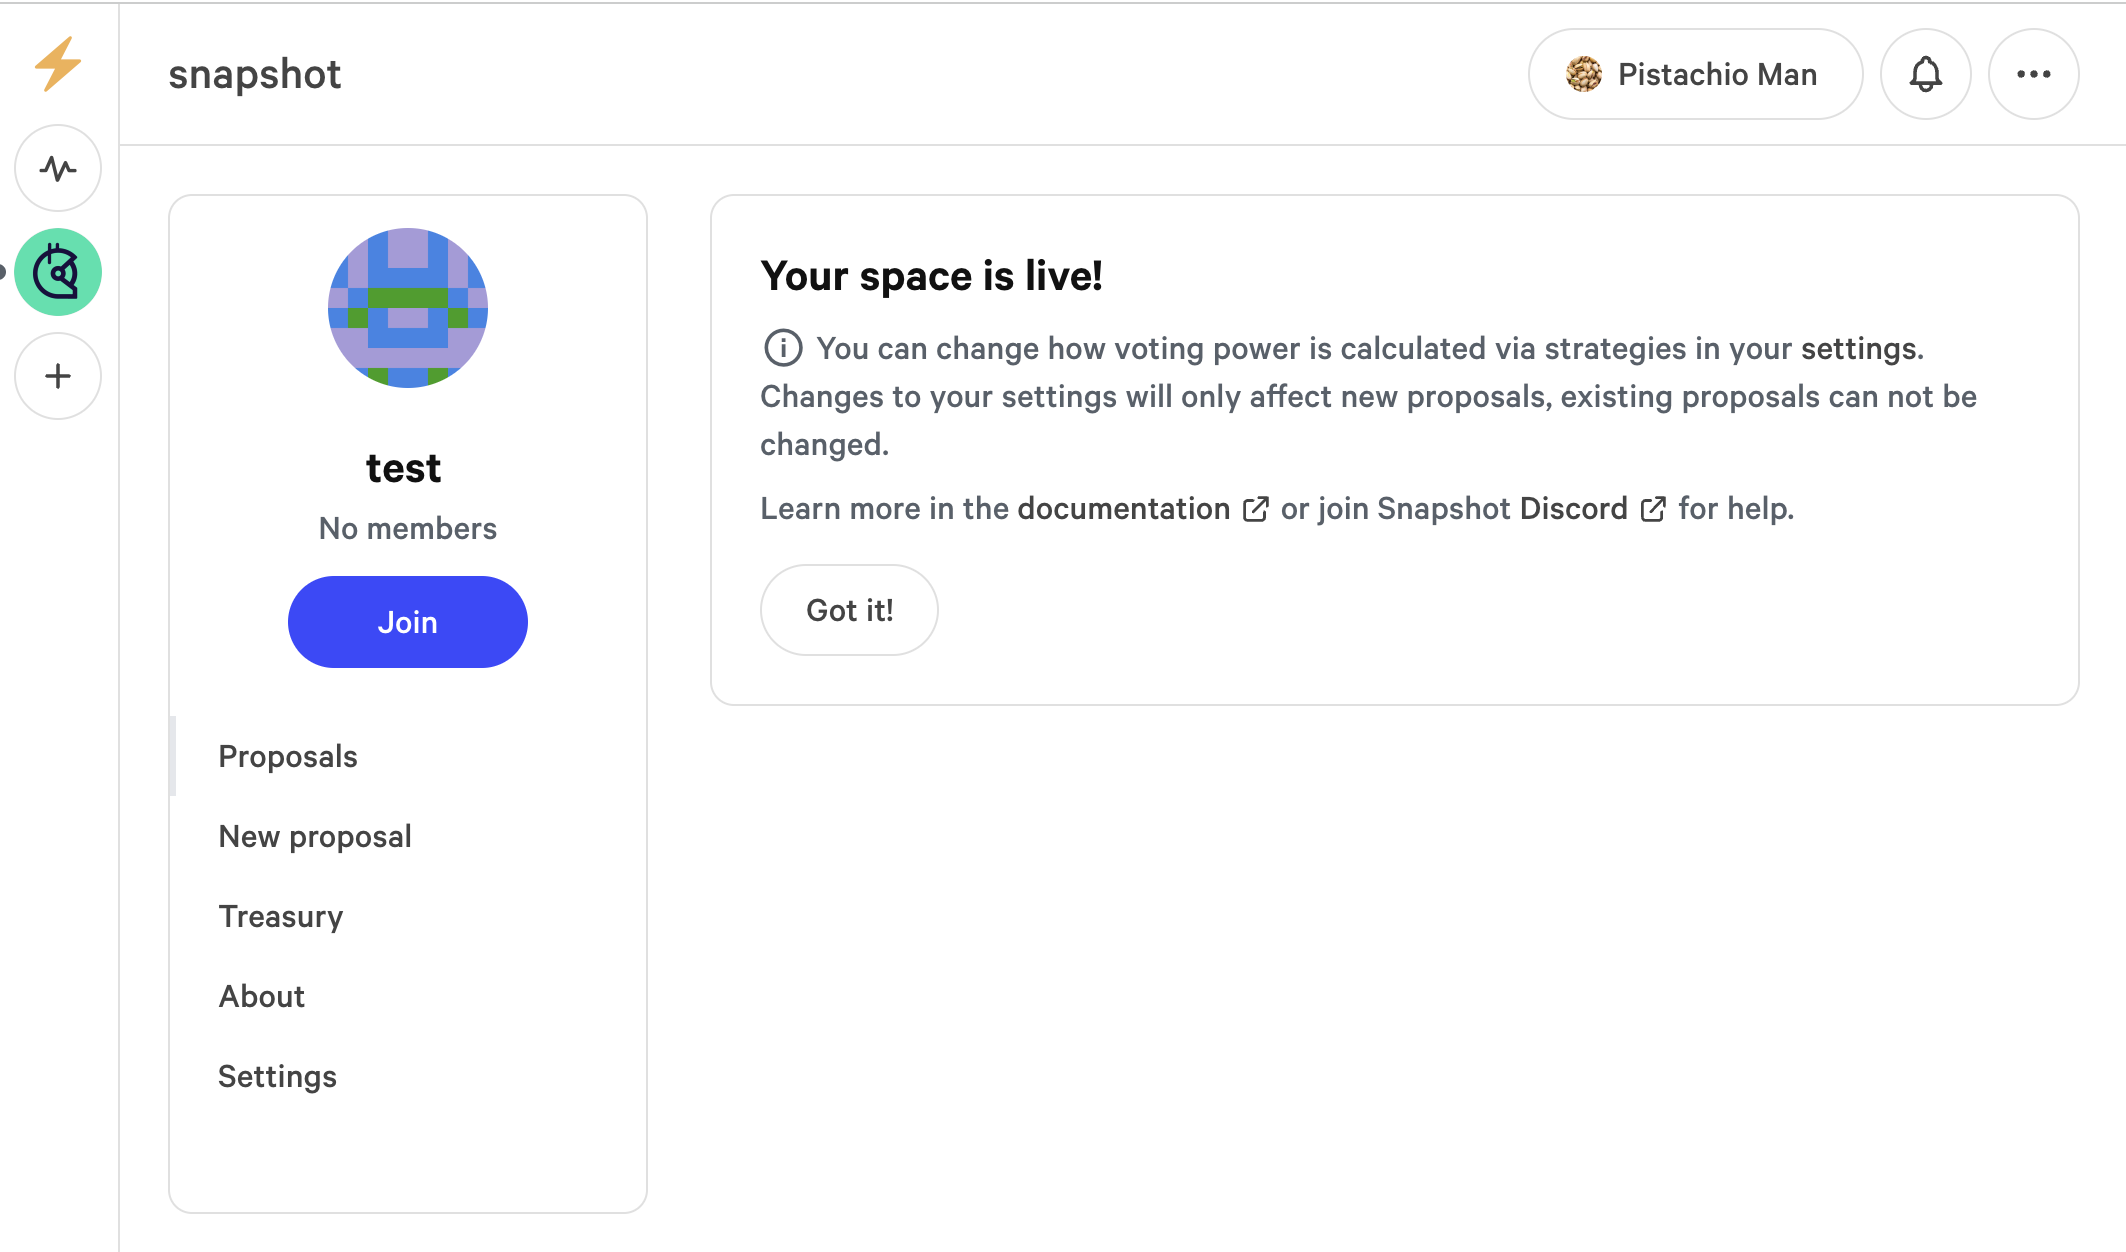 snapshot
Pistachio Man
test
No members
Join
Proposals
New proposal
Treasury
About
Settings
Your space is live!
You can change how voting power is calculated via strategies in your settings.
Changes to your settings will only affect new proposals, existing proposals can not be
changed.
Learn more in the documentation or join Snapshot Discord for help.
Got it!